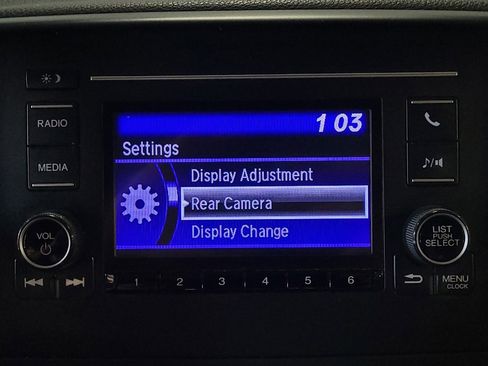 1 03
Settings
RADIO
MEDIA
Display Adjustment
Rear Camera
Display Change
VOL
LIST
PUSH
SELECT
1 2 3 4 5 6
MENU
CLOCK